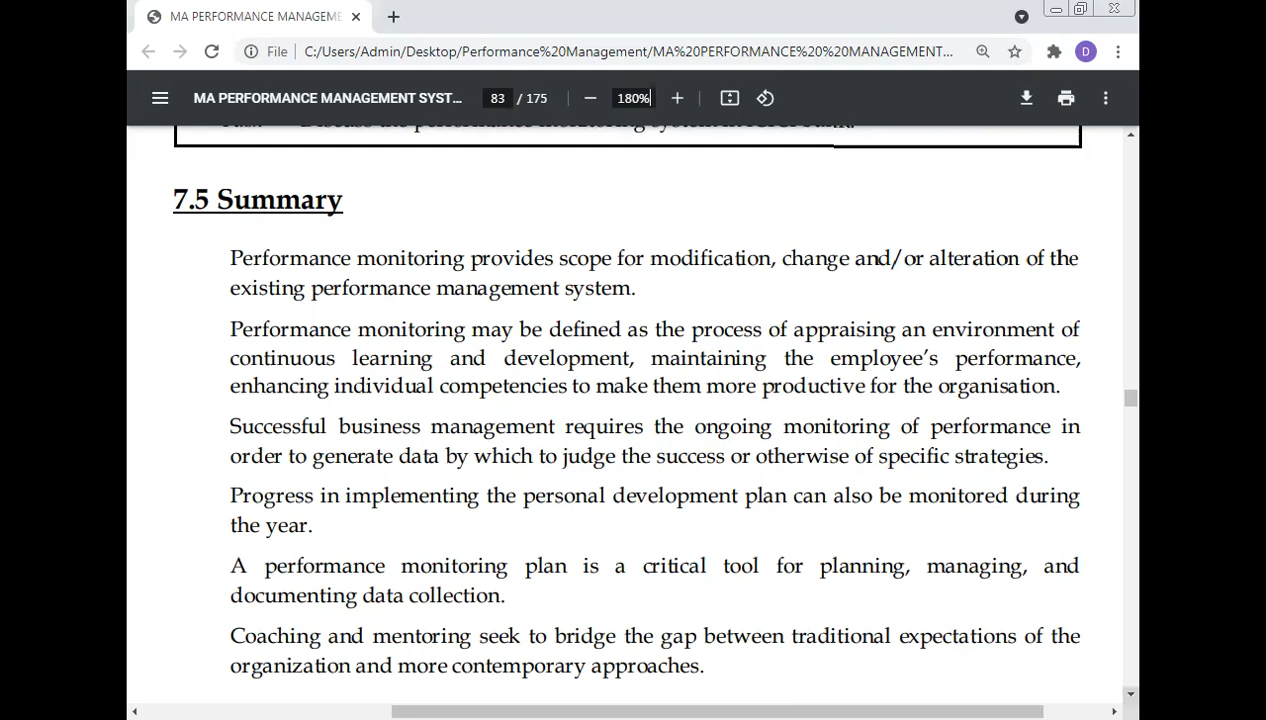 MA PERFORMANCE MANAGEME
File C:/Users/Admin/Desktop/Performance%20Management/MA%20PERFORMANCE%20%20MANAGEMENT... D
MA PERFORMANCE MANAGEMENT SYST... 83 / 175 180%
Discuss the performance monitoring system in
7.5 Summary
Performance monitoring provides scope for modification, change and/or alteration of the
existing performance management system.
Performance monitoring may be defined as the process of appraising an environment of
continuous learning and development, maintaining the employee’s performance,
enhancing individual competencies to make them more productive for the organisation.
Successful business management requires the ongoing monitoring of performance in
order to generate data by which to judge the success or otherwise of specific strategies.
Progress in implementing the personal development plan can also be monitored during
the year.
A performance monitoring plan is a critical tool for planning, managing, and
documenting data collection.
Coaching and mentoring seek to bridge the gap between traditional expectations of the
organization and more contemporary approaches.